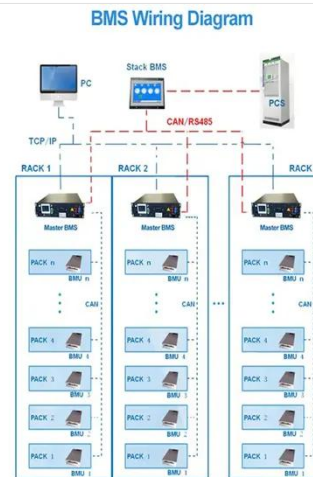 BMS Wiring Diagram
Stack BMS
PC
PCS
CAN/RS485
TCP/IP
RACK 1
RACK 2
RACK
Master BMS
Master BMS
Master BMS
PACK n
BMU n
PACK n
BMU n
PACK n
BMU n
CAN
CAN
CAN
PACK 4
BMU 4
PACK 4
BMU 4
PACK 4
BMU 4
PACK 3
BMU 3
PACK 3
BMU 3
PACK 3
BMU 3
PACK 2
BMU 2
PACK 2
BMU 2
PACK 2
BMU 2
PACK 1
BMU 1
PACK 1
BMU 1
PACK 1
BMU 1